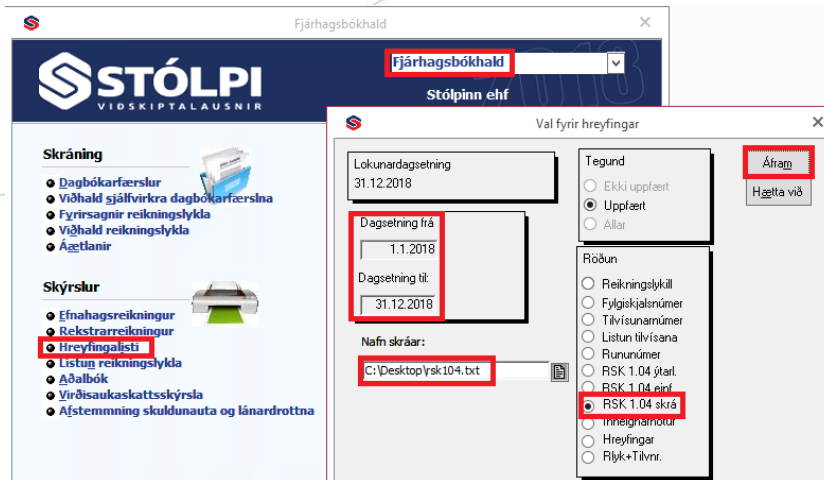 Fjárhagsbókhald
STÓLPI
VIÐSKIPTALAUSNIR
Fjárhagsbókhald
Stólpinn ehf
Skráning
Dagbókarfærslur
Viðhald sjálfvirkra dagbókarfærslna
Fyrirsagnir reikningslykla
Viðhald reikningslykla
Áætlanir
Skýrslur
Efnahagsreikningur
Rekstrarreikningur
Hreyfingalisti
Listun reikningslykla
Aðalbók
Virðisaukaskattsskýrsla
Afstemmning skuldunauta og lánardrottna
Val fyrir hreyfingar
Lokunardagsetning
31.12.2018
Dagsetning frá
1.1.2018
Dagsetning til:
31.12.2018
Nafn skráar:
C:\Desktop\rsk104.txt
Tegund
Ekki uppfært
Uppfært
Allar
Röðun
Reikningslykill
Fylgiskjalsnúmer
Tilvísunarnúmer
Listun tilvísana
Rununúmer
RSK 1.04 ýtarl.
RSK 1.04 einf.
RSK 1.04 skrá
Inneignarnótur
Hreyfingar
Rlyk+Tilvnr.
Áfram
Hætta við